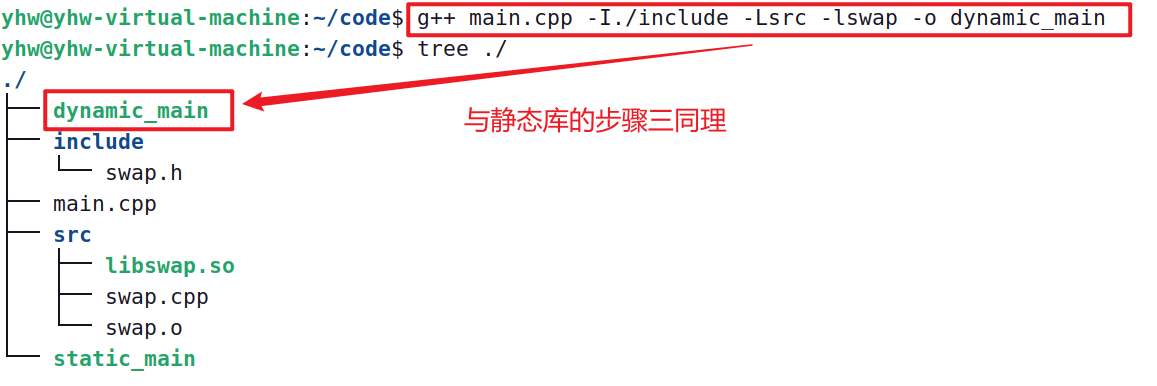 yhw@yhw-virtual-machine:~/code$ g++ main.cpp -I./include -Lsrc -lswap -o dynamic_main
yhw@yhw-virtual-machine:~/code$ tree ./
./
├── dynamic_main
与静态库的步骤三同理
├── include
│   └── swap.h
├── main.cpp
├── src
│   ├── libswap.so
│   ├── swap.cpp
│   └── swap.o
└── static_main